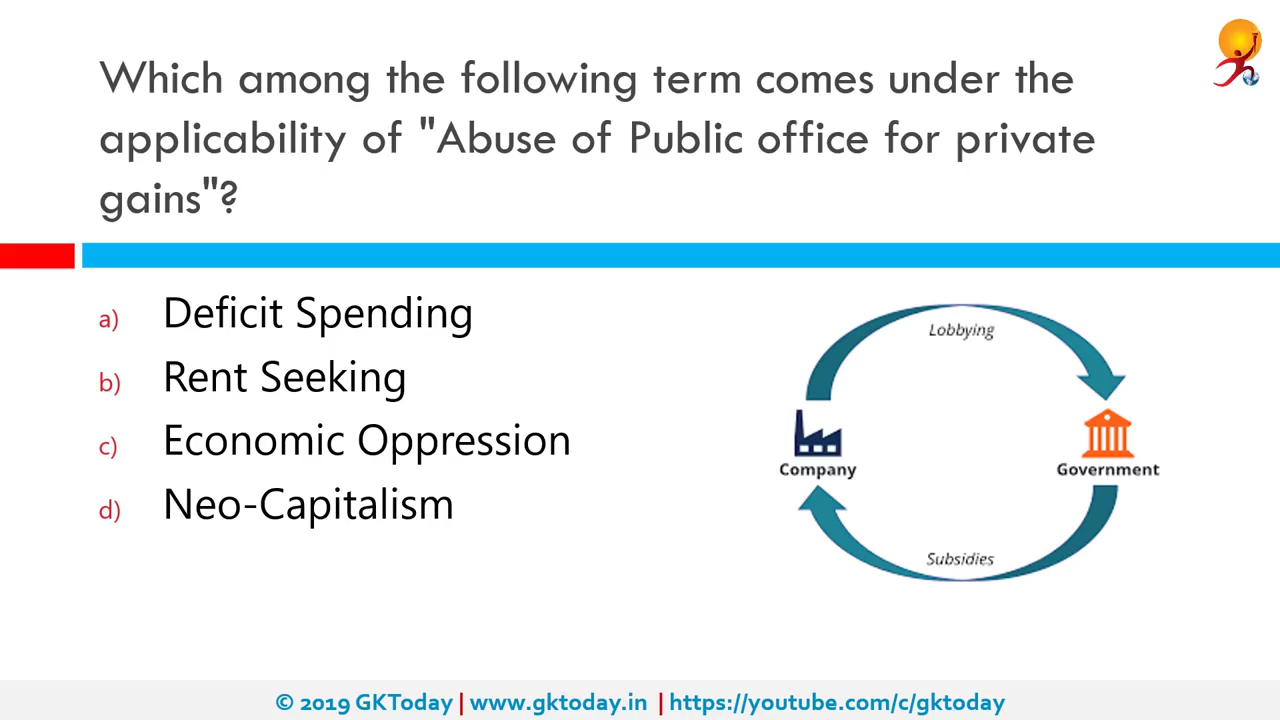 Which among the following term comes under the
applicability of "Abuse of Public office for private
gains"?
a) Deficit Spending
b) Rent Seeking
c) Economic Oppression
d) Neo-Capitalism
Lobbying
Company
Government
Subsidies
© 2019 GKToday | www.gktoday.in | https://youtube.com/c/gktoday